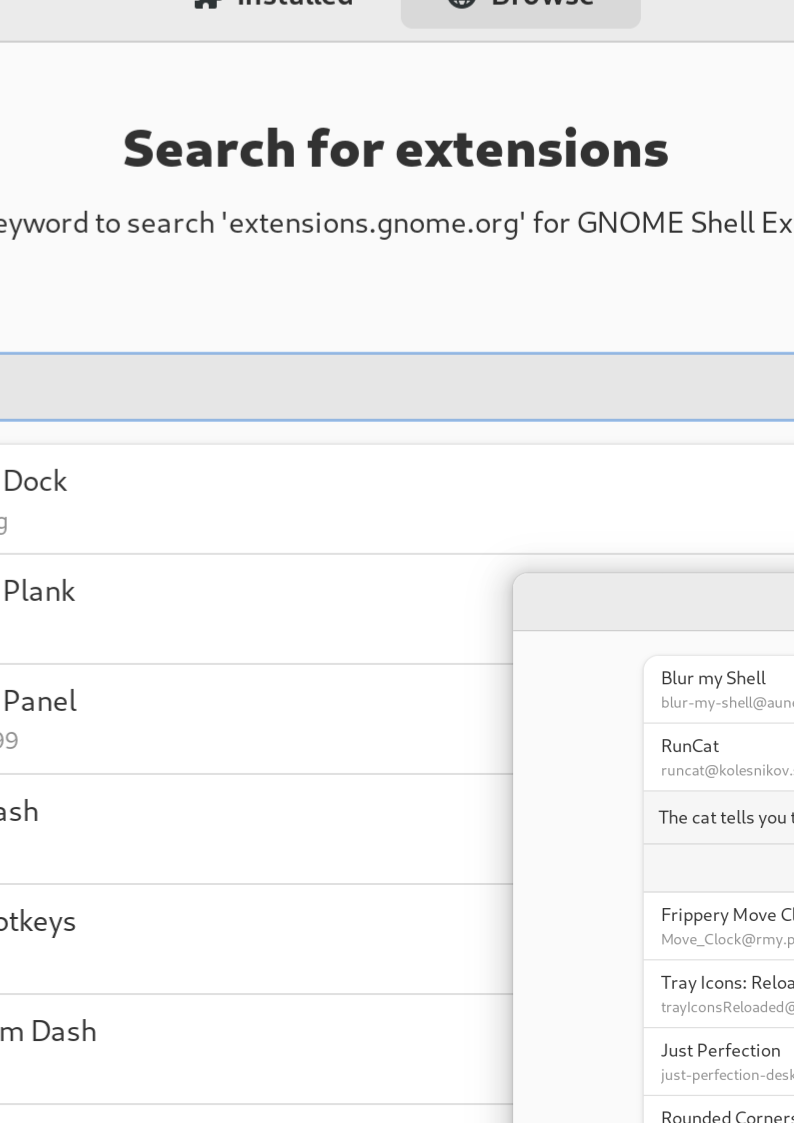 Installed
Browse
Search for extensions
eyword to search 'extensions.gnome.org' for GNOME Shell Ex
Dock
g
Plank
Panel
99
ash
otkeys
m Dash
Blur my Shell
blur-my-shell@aun
RunCat
runcat@kolesnikov.
The cat tells you t
Frippery Move Cl
Move_Clock@rmy.p
Tray Icons: Reloa
trayIconsReloaded@
Just Perfection
just-perfection-desk
Rounded Corners